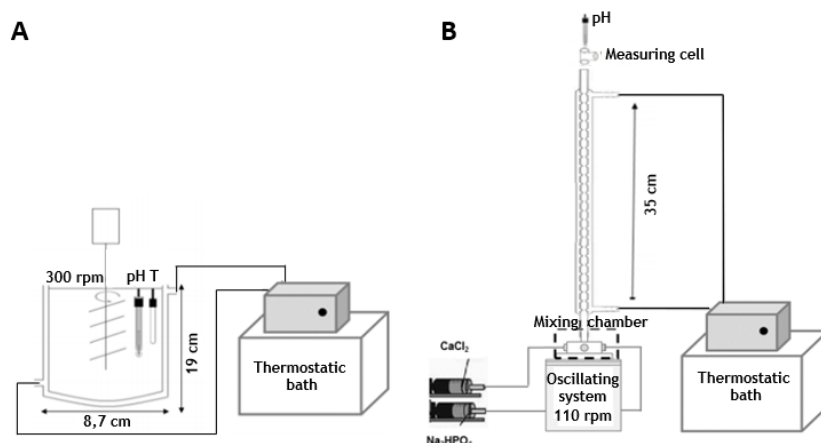 A
300 rpm
pH T
19 cm
8,7 cm
Thermostatic
bath
B
pH
Measuring cell
35 cm
Mixing chamber
CaCl2
Na2HPO4
Oscillating
system
110 rpm
Thermostatic
bath